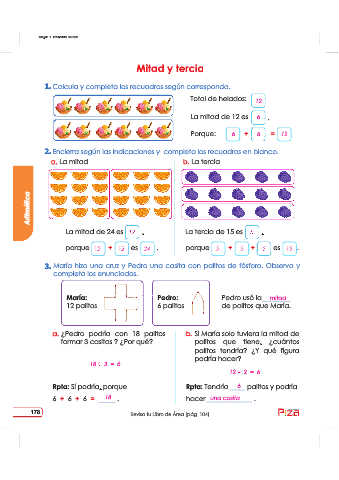 Mitad y tercia
1. Calcula y completa los recuadros según corresponda.
Total de helados: 12
La mitad de 12 es 6 .
Porque: 6 + 6 = 12
2. Encierra según las indicaciones y completa los recuadros en blanco.
a. La mitad
b. La tercia
La mitad de 24 es 12 .
La tercia de 15 es 5 .
porque 12 + 12 es 24 .
porque 5 + 5 + 5 es 15 .
3. María hizo una cruz y Pedro una casita con palitos de fósforo. Observa y
completa los enunciados.
María:
12 palitos
Pedro:
6 palitos
Pedro usó la mitad
de palitos que María.
a. ¿Pedro podría con 18 palitos
formar 3 casitas ? ¿Por qué?
18 ÷ 3 = 6
Rpta: Sí podría, porque
6 + 6 + 6 = 18 .
b. Si María solo tuviera la mitad de
palitos que tiene, ¿cuántos
palitos tendría? ¿Y qué figura
podría hacer?
12 ÷ 2 = 6
Rpta: Tendría 6 palitos y podría
hacer una casita .
Aritmética
178
Revisa tu Libro de Área (pág. 104)